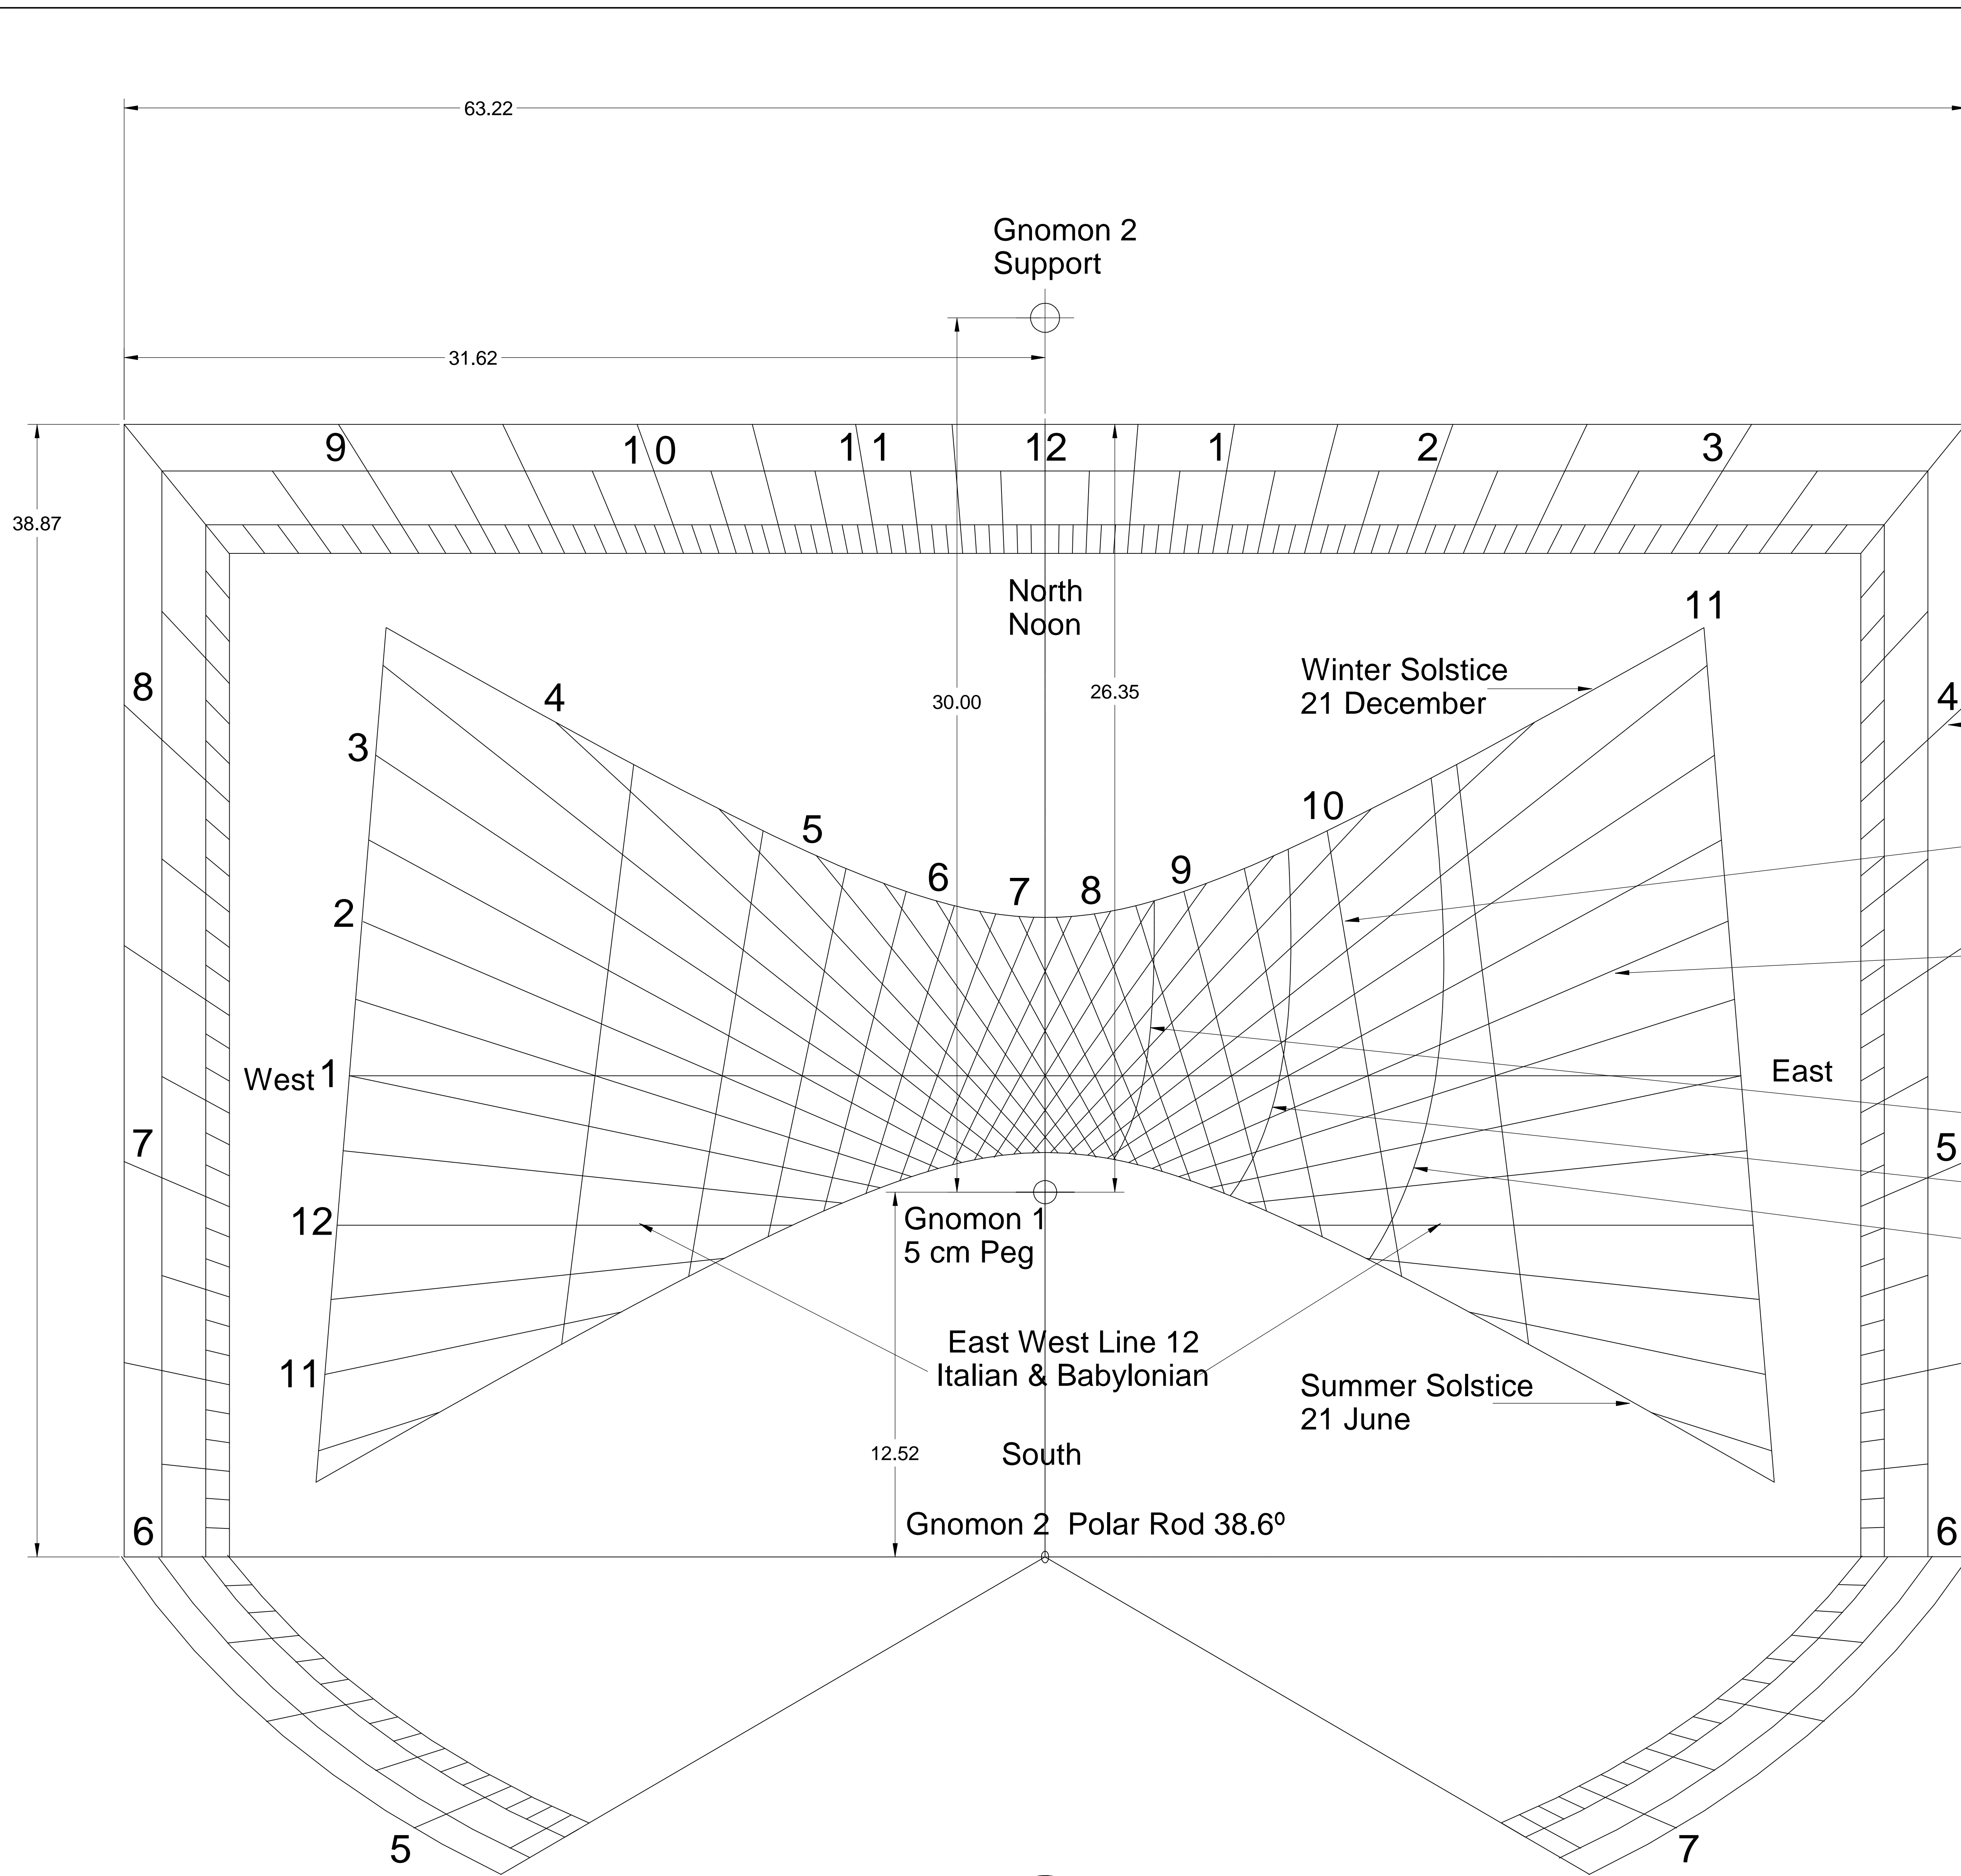 63.22
Gnomon 2
Support
31.62
9 10 11 12 1 2 3
38.87
North
Noon
11
Winter Solstice
21 December
8
4
4
30.00
26.35
3
5
6
7
8
9
10
2
West 1
East
7
5
12
Gnomon 1
5 cm Peg
East West Line 12
Italian & Babylonian
11
Summer Solstice
21 June
12.52
South
Gnomon 2 Polar Rod 38.6º
6
6
5
7